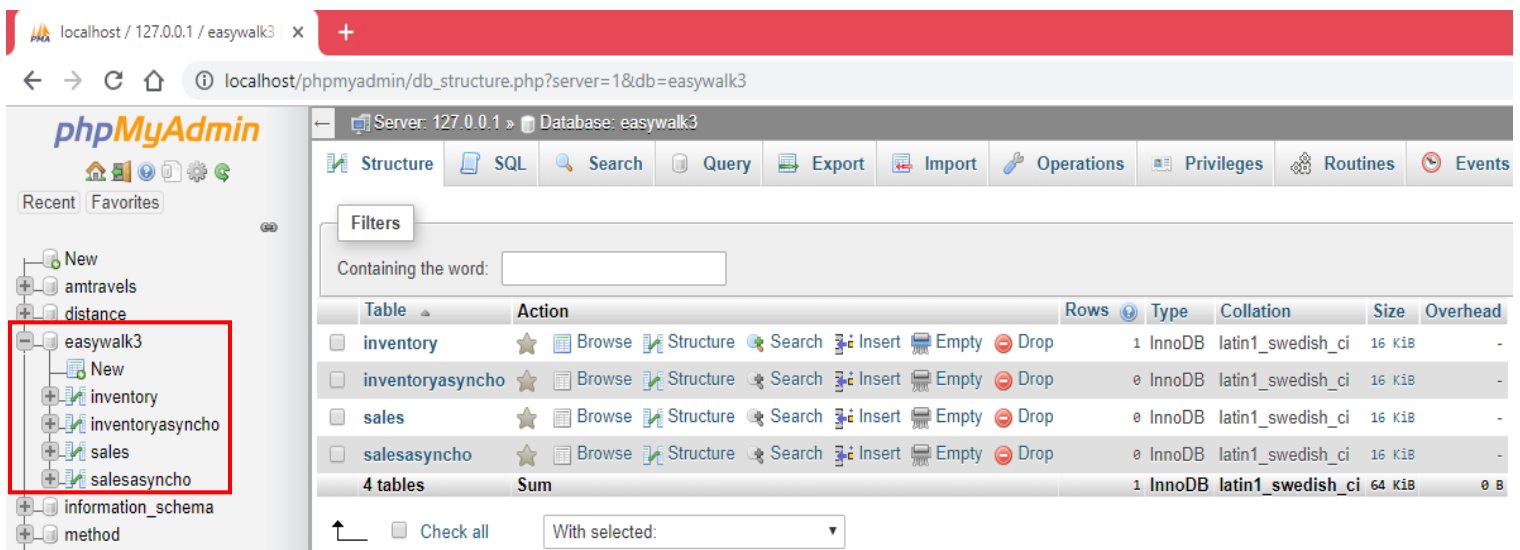 localhost / 127.0.0.1 / easywalk3
localhost/phpmyadmin/db_structure.php?server=1&db=easywalk3
phpMyAdmin
Recent Favorites
New
amtravels
distance
easywalk3
New
inventory
inventoryasyncho
sales
salesasyncho
information_schema
method
Server: 127.0.0.1 » Database: easywalk3
Structure SQL Search Query Export Import Operations Privileges Routines Events
Filters
Containing the word:
Table Action Rows Type Collation Size Overhead
inventory Browse Structure Search Insert Empty Drop 1 InnoDB latin1_swedish_ci 16 KiB -
inventoryasyncho Browse Structure Search Insert Empty Drop 0 InnoDB latin1_swedish_ci 16 KiB -
sales Browse Structure Search Insert Empty Drop 0 InnoDB latin1_swedish_ci 16 KiB -
salesasyncho Browse Structure Search Insert Empty Drop 0 InnoDB latin1_swedish_ci 16 KiB -
4 tables Sum 1 InnoDB latin1_swedish_ci 64 KiB 0 B
Check all With selected: